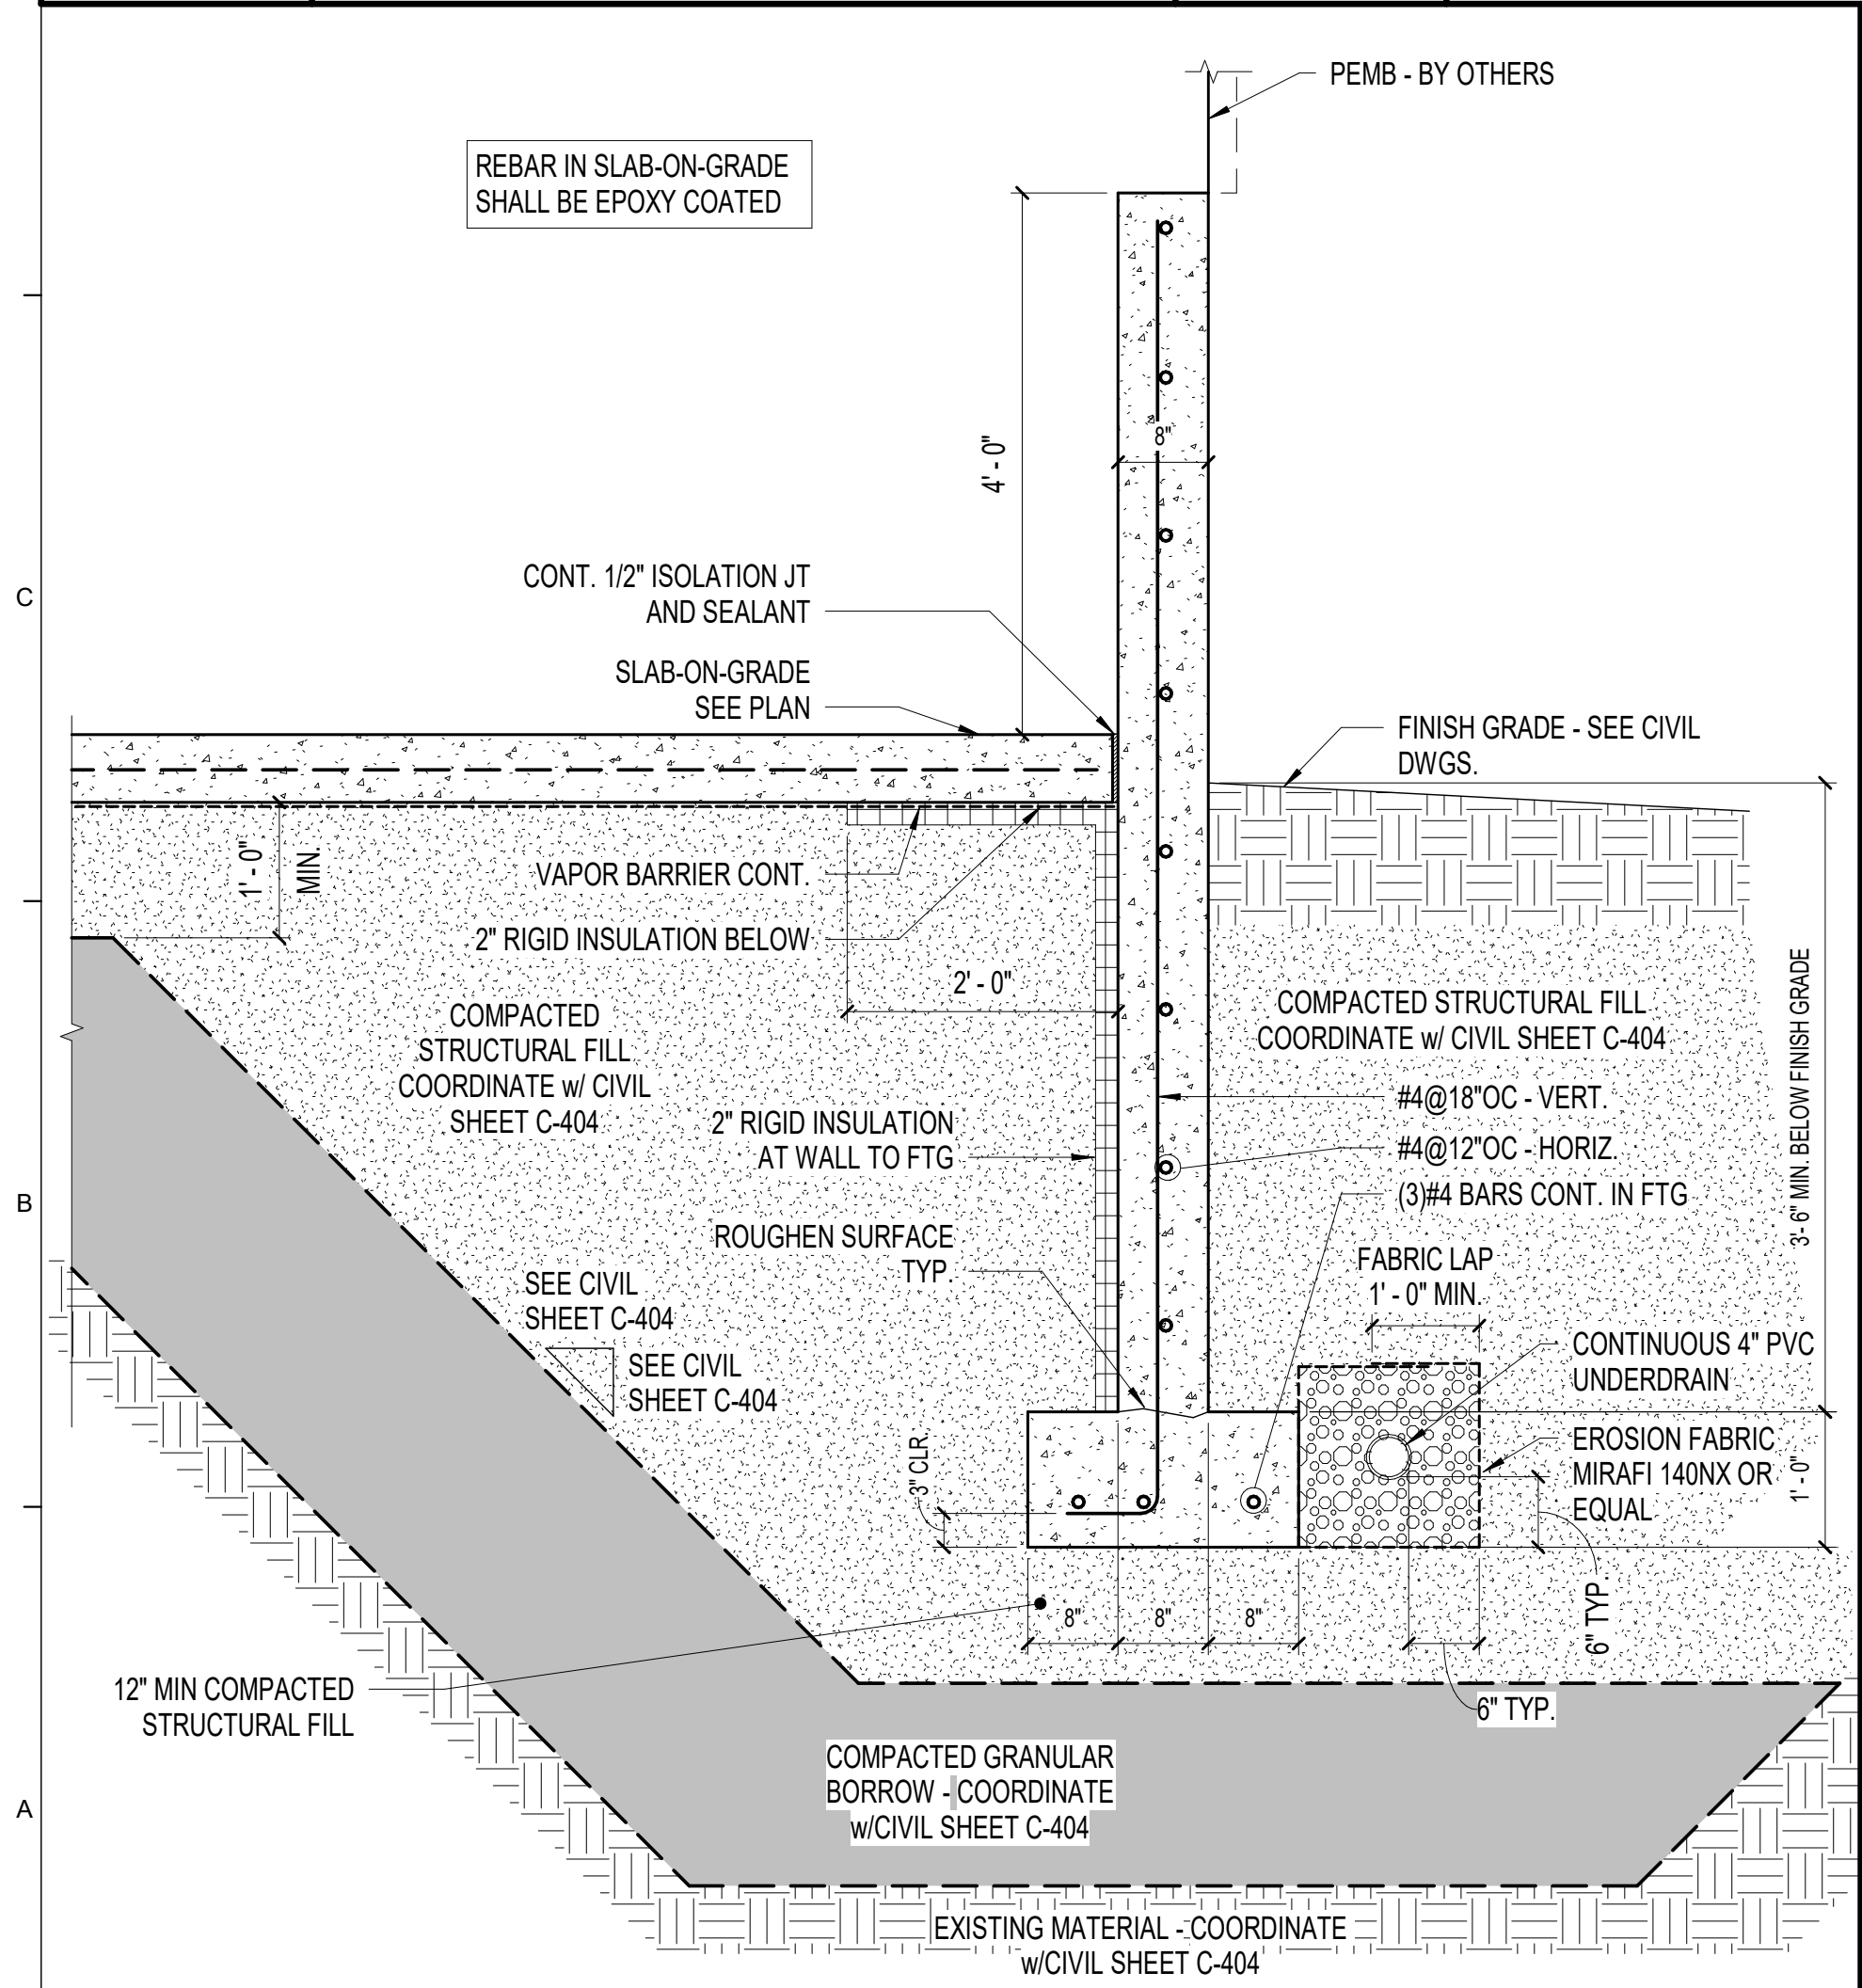 PEMB - BY OTHERS
REBAR IN SLAB-ON-GRADE
SHALL BE EPOXY COATED
4' - 0"
8"
C
CONT. 1/2" ISOLATION JT
AND SEALANT
SLAB-ON-GRADE
SEE PLAN
FINISH GRADE - SEE CIVIL
DWGS.
1' - 0"
MIN.
VAPOR BARRIER CONT.
2" RIGID INSULATION BELOW
2' - 0"
COMPACTED
STRUCTURAL FILL
COORDINATE w/ CIVIL
SHEET C-404
COMPACTED STRUCTURAL FILL
COORDINATE w/ CIVIL SHEET C-404
3'- 6" MIN. BELOW FINISH GRADE
#4@18"OC - VERT.
2" RIGID INSULATION
AT WALL TO FTG
#4@12"OC - HORIZ.
(3)#4 BARS CONT. IN FTG
B
ROUGHEN SURFACE
TYP.
FABRIC LAP
1' - 0" MIN.
SEE CIVIL
SHEET C-404
SEE CIVIL
SHEET C-404
CONTINUOUS 4" PVC
UNDERDRAIN
EROSION FABRIC
MIRAFI 140NX OR
EQUAL
1' - 0"
3" CLR.
8"
8"
8"
6" TYP.
6" TYP.
12" MIN COMPACTED
STRUCTURAL FILL
COMPACTED GRANULAR
BORROW - COORDINATE
w/CIVIL SHEET C-404
A
EXISTING MATERIAL - COORDINATE
w/CIVIL SHEET C-404